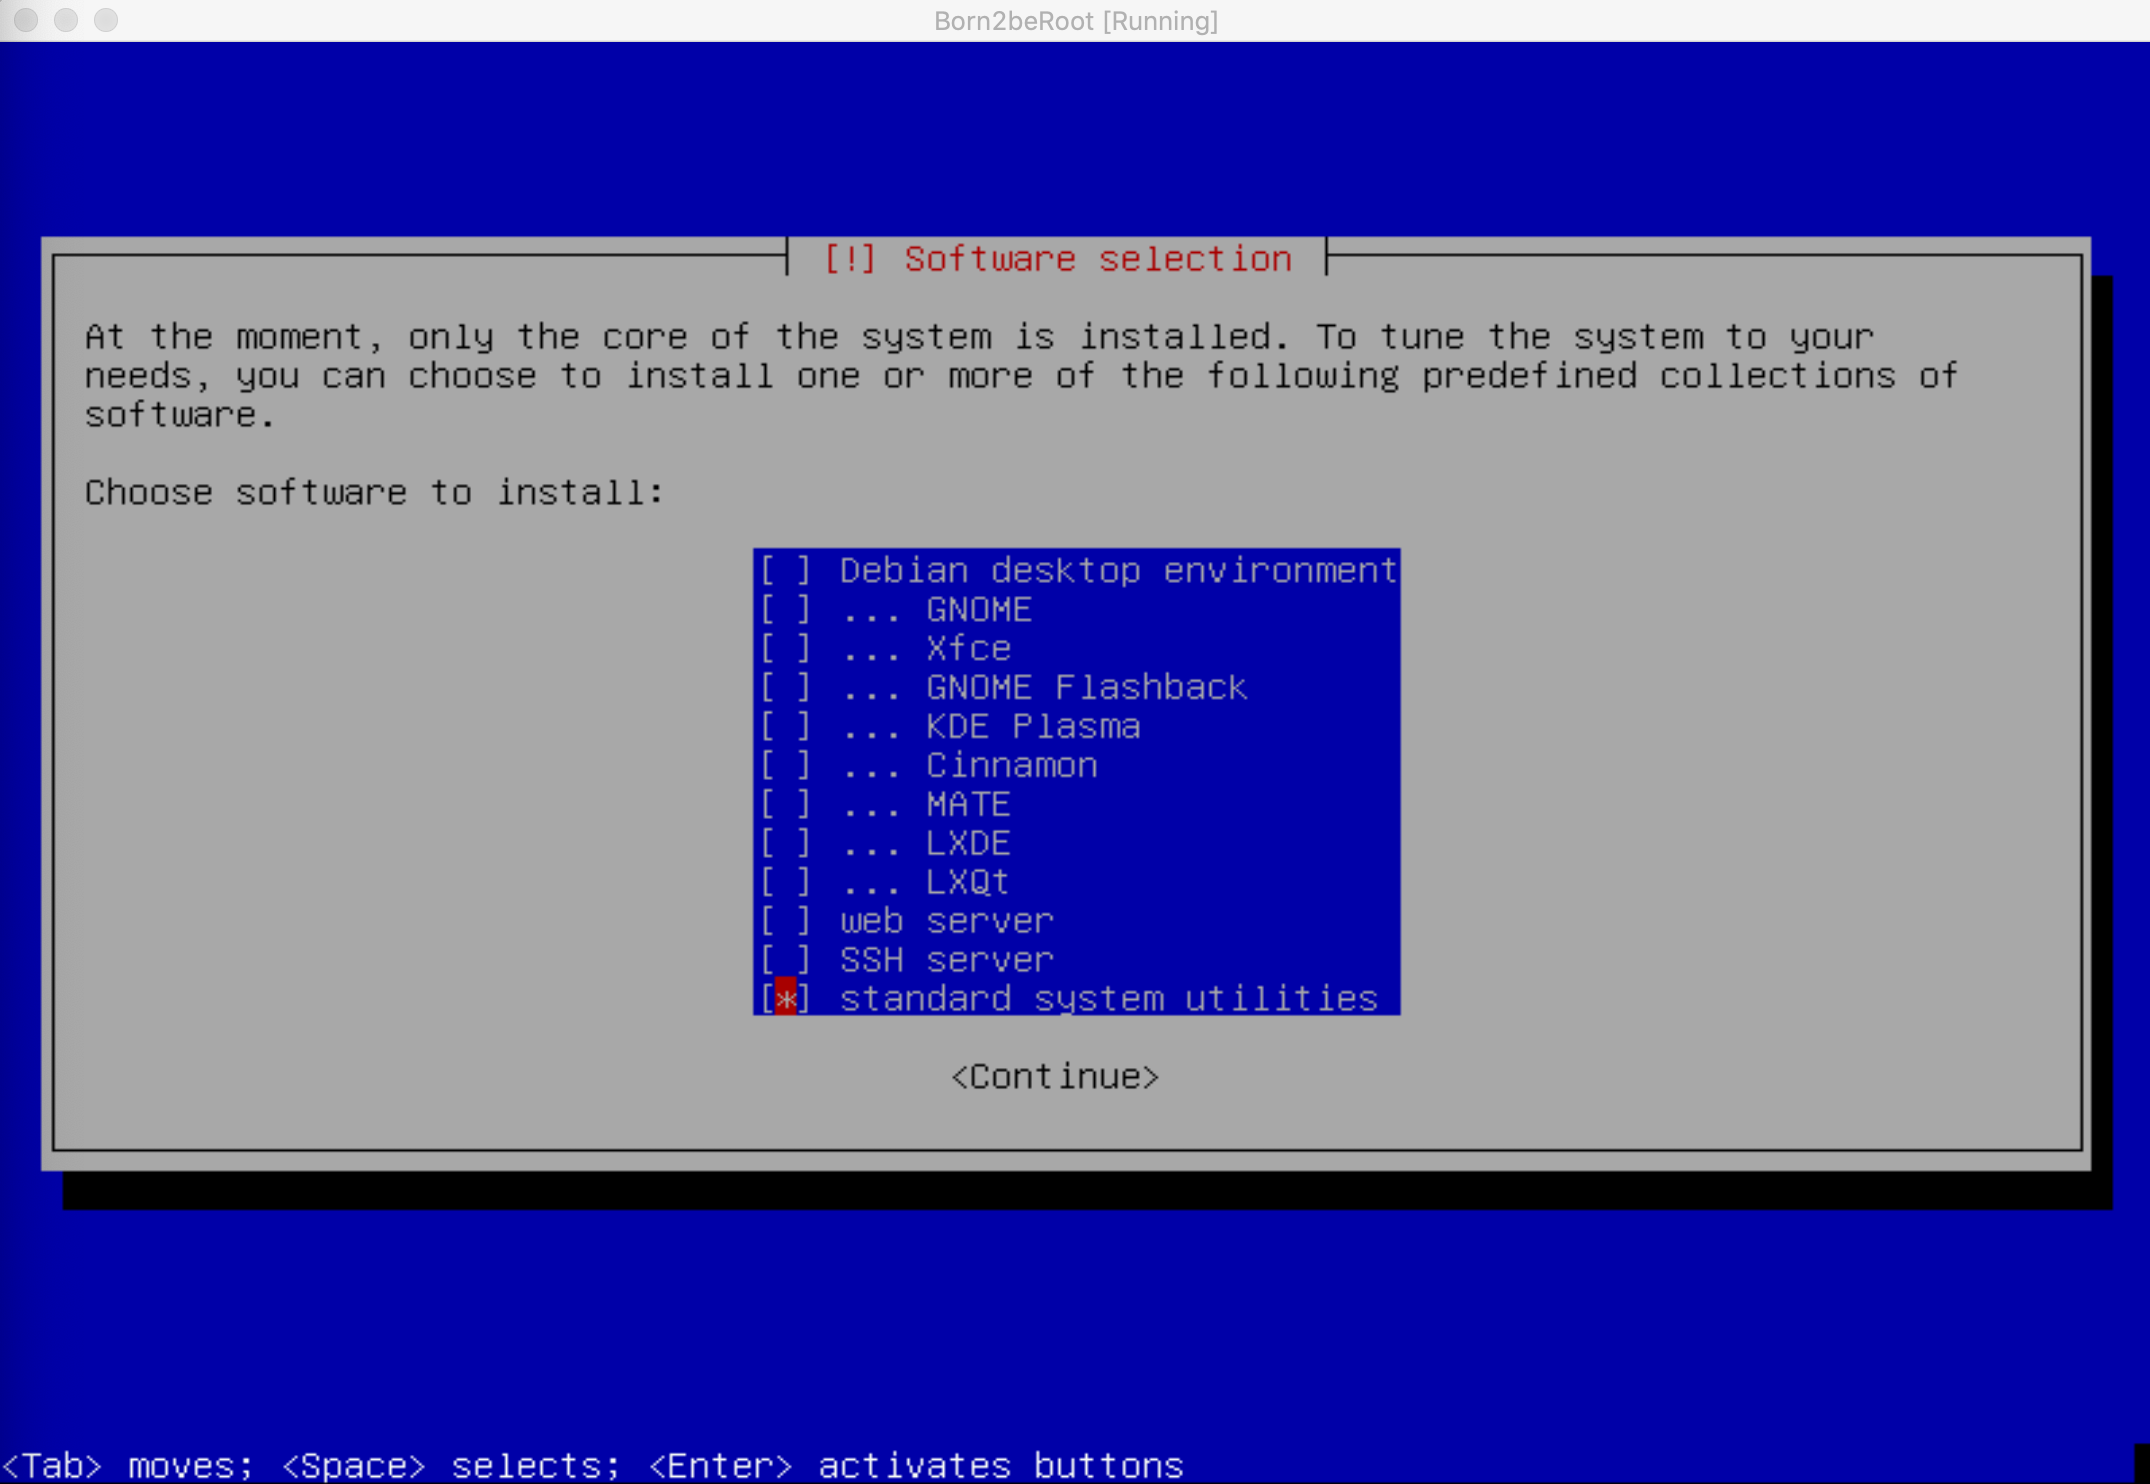 Born2beRoot [Running]
[!] Software selection
At the moment, only the core of the system is installed. To tune the system to your
needs, you can choose to install one or more of the following predefined collections of
software.
Choose software to install:
[ ] Debian desktop environment
[ ] ... GNOME
[ ] ... Xfce
[ ] ... GNOME Flashback
[ ] ... KDE Plasma
[ ] ... Cinnamon
[ ] ... MATE
[ ] ... LXDE
[ ] ... LXQt
[ ] web server
[ ] SSH server
[*] standard system utilities
<Continue>
<Tab> moves; <Space> selects; <Enter> activates buttons